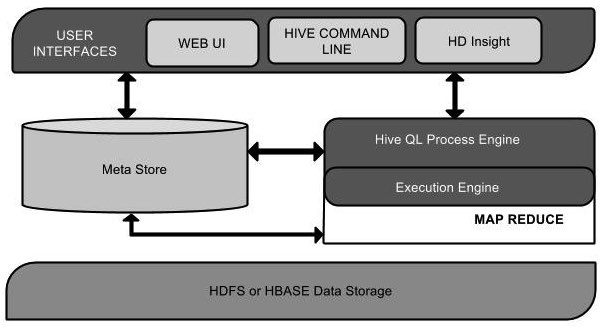 USER
INTERFACES
WEB UI
HIVE COMMAND
LINE
HD Insight
Meta Store
Hive QL Process Engine
Execution Engine
MAP REDUCE
HDFS or HBASE Data Storage